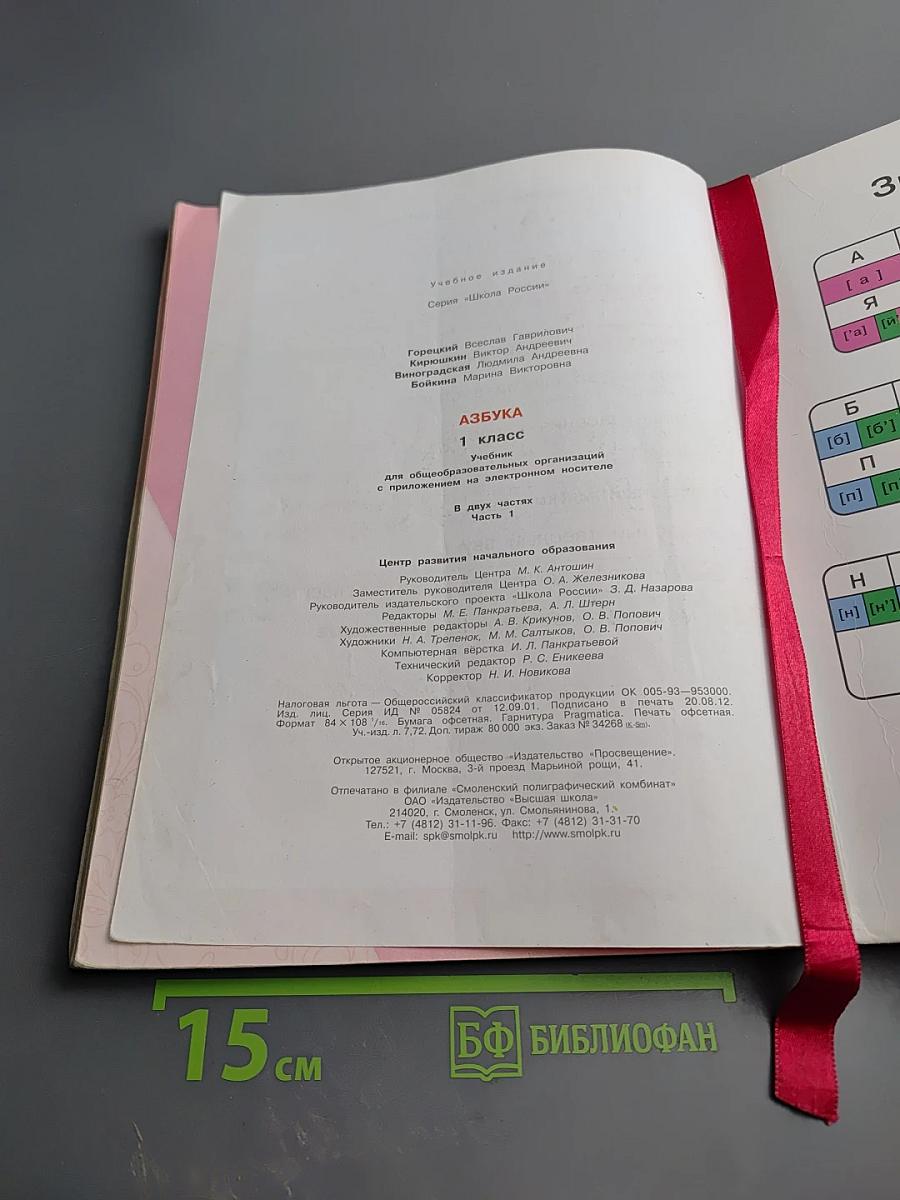 Учебное издание
Серия «Школа России»
Горецкий Всеслав Гаврилович
Кирюшкин Виктор Андреевич
Виноградская Людмила Андреевна
Бойкина Марина Викторовна
АЗБУКА
1 класс
Учебник
для общеобразовательных организаций
с приложением на электронном носителе
В двух частях
Часть 1
Центр развития начального образования
Руководитель Центра М. К. Антошин
Заместитель руководителя Центра О. А. Железникова
Руководитель издательского проекта «Школа России» З. Д. Назарова
Редакторы М. Е. Панкратьева, А. Л. Штерн
Художественные редакторы А. В. Крикунов, О. В. Попович
Художники Н. А. Трепенок, М. М. Салтыков, О. В. Попович
Компьютерная вёрстка И. Л. Панкратьевой
Технический редактор Р. С. Еникеева
Корректор Н. И. Новикова
Налоговая льгота — Общероссийский классификатор продукции ОК 005-93—953000.
Изд. лиц. Серия ИД № 05824 от 12.09.01. Подписано в печать 20.08.12.
Формат 84 × 108 1/16. Бумага офсетная. Гарнитура Pragmatica. Печать офсетная.
Уч.-изд. л. 7,72. Доп. тираж 80 000 экз. Заказ № 34268 (K-Sm).
Открытое акционерное общество «Издательство «Просвещение».
127521, г. Москва, 3-й проезд Марьиной рощи, 41.
Отпечатано в филиале «Смоленский полиграфический комбинат»
ОАО «Издательство «Высшая школа»
214020, г. Смоленск, ул. Смольянинова, 1.
Тел.: +7 (4812) 31-11-96. Факс: +7 (4812) 31-31-70
E-mail: spk@smolpk.ru http://www.smolpk.ru
А
[а]
Я
['а] [й'
Б
[б] [б']
П
[п] [п
Н
[н] [н']
15 см
БФ БИБЛИОФАН